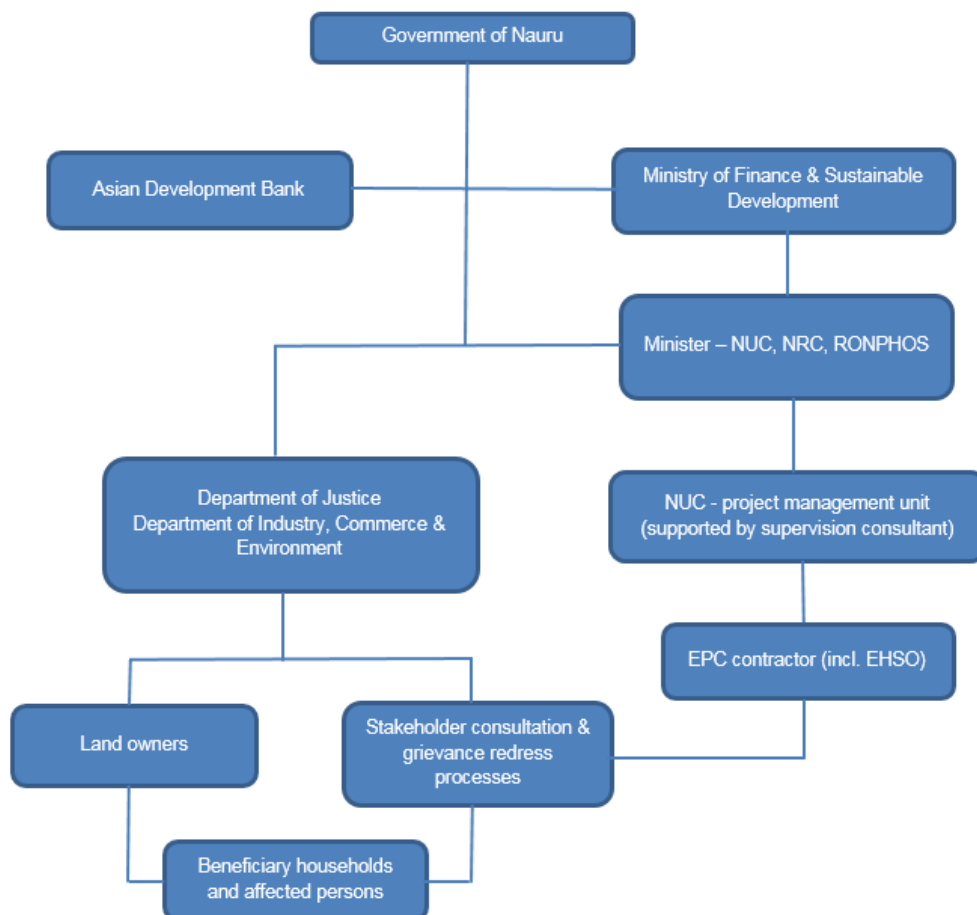 Government of Nauru
Asian Development Bank
Ministry of Finance & Sustainable
Development
Minister – NUC, NRC, RONPHOS
Department of Justice
Department of Industry, Commerce &
Environment
NUC - project management unit
(supported by supervision consultant)
EPC contractor (incl. EHSO)
Land owners
Stakeholder consultation &
grievance redress
processes
Beneficiary households
and affected persons